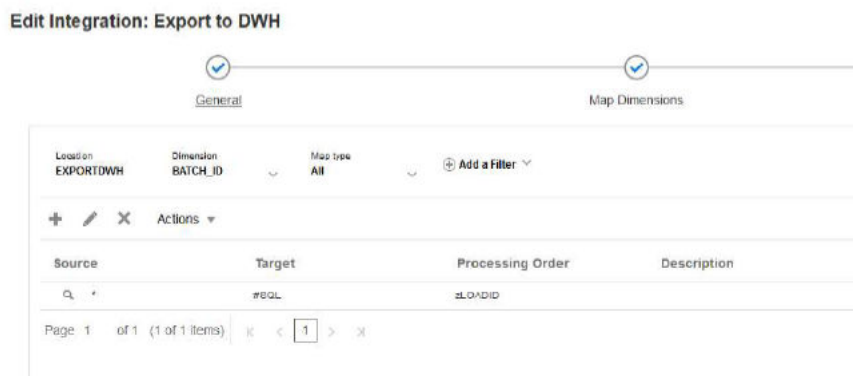 Edit Integration: Export to DWH
General Map Dimensions
Location Dimension Map type
EXPORTDWH BATCH_ID All Add a Filter
Actions
Source Target Processing Order Description
* #SQL zLOADID
Page 1 of 1 (1 of 1 items) 1